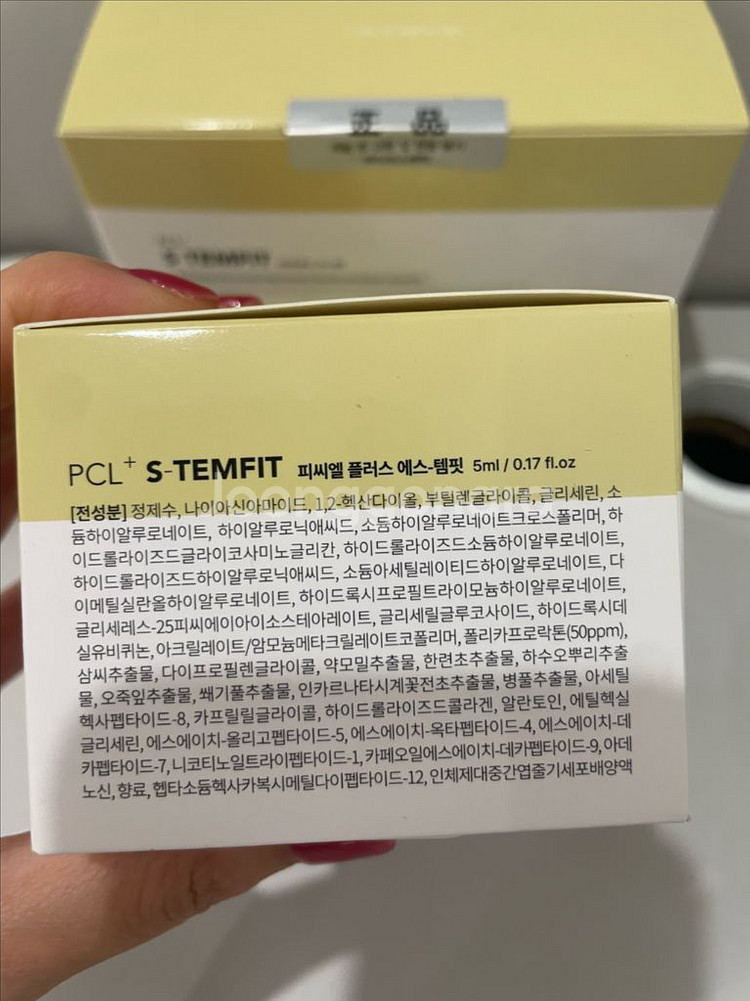 正品
S-TEMFIT
PCL+ S-TEMFIT 피씨엘 플러스 에스-템핏 5ml / 0.17 fl.oz
[전성분] 정제수, 나이아신아마이드, 1,2-헥산다이올, 부틸렌글라이콜, 글리세린, 소
듐하이알루로네이트, 하이알루로닉애씨드, 소듐하이알루로네이트크로스폴리머, 하
이드롤라이즈드글라이코사미노글리칸, 하이드롤라이즈드소듐하이알루로네이트,
하이드롤라이즈드하이알루로닉애씨드, 소듐아세틸레이티드하이알루로네이트, 다
이메틸실란올하이알루로네이트, 하이드록시프로필트라이모늄하이알루로네이트,
글리세레스-25피씨에이아이소스테아레이트, 글리세릴글루코사이드, 하이드록시데
실유비퀴논, 아크릴레이트/암모늄메타크릴레이트코폴리머, 폴리카프로락톤(50ppm),
삼씨추출물, 다이프로필렌글라이콜, 약모밀추출물, 한련초추출물, 하수오뿌리추출
물, 오죽잎추출물, 쐐기풀추출물, 인카르나타시계꽃전초추출물, 병풀추출물, 아세틸
헥사펩타이드-8, 카프릴릴글라이콜, 하이드롤라이즈드콜라겐, 알란토인, 에틸헥실
글리세린, 에스에이치-올리고펩타이드-5, 에스에이치-옥타펩타이드-4, 에스에이치-데
카펩타이드-7, 니코티노일트라이펩타이드-1, 카페오일에스에이치-데카펩타이드-9, 아데
노신, 향료, 헵타소듐헥사카복시메틸다이펩타이드-12, 인체제대중간엽줄기세포배양액